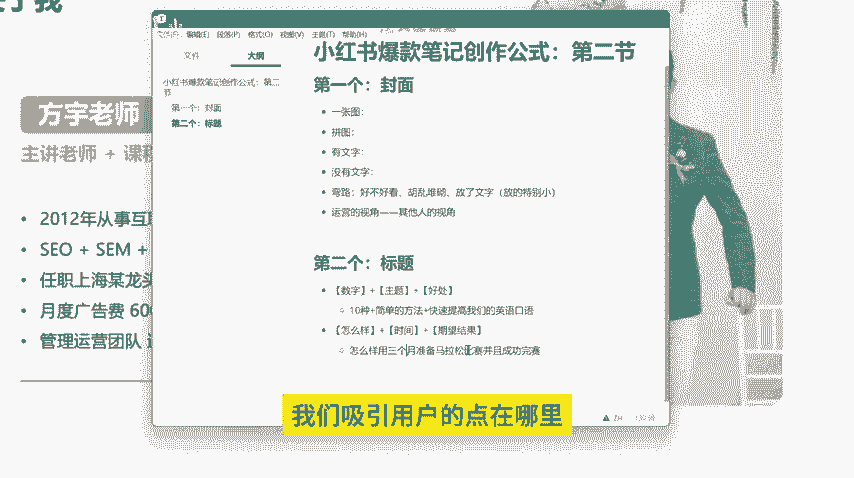 文件(F) 编辑(E) 段落(P) 格式(O) 视图(V) 主题(T) 帮助(H)
文件 大纲
小红书爆款笔记创作公式：第二
节
第一个：封面
第二个：标题
小红书爆款笔记创作公式：第二节
第一个：封面
一张图：
拼图：
有文字：
没有文字：
弯路：好不好看、胡乱堆砌、放了文字（放的特别小）
运营的视角——其他人的视角
第二个：标题
【数字】+【主题】+【好处】
10种+简单的方法+快速提高我们的英语口语
【怎么样】+【时间】+【期望结果】
怎么样用三个月准备马拉松比赛并且成功完赛
方宇老师
主讲老师 + 课程
2012年从事互
SEO + SEM +
任职上海某龙头
月度广告费 60
管理运营团队
我们吸引用户的点在哪里